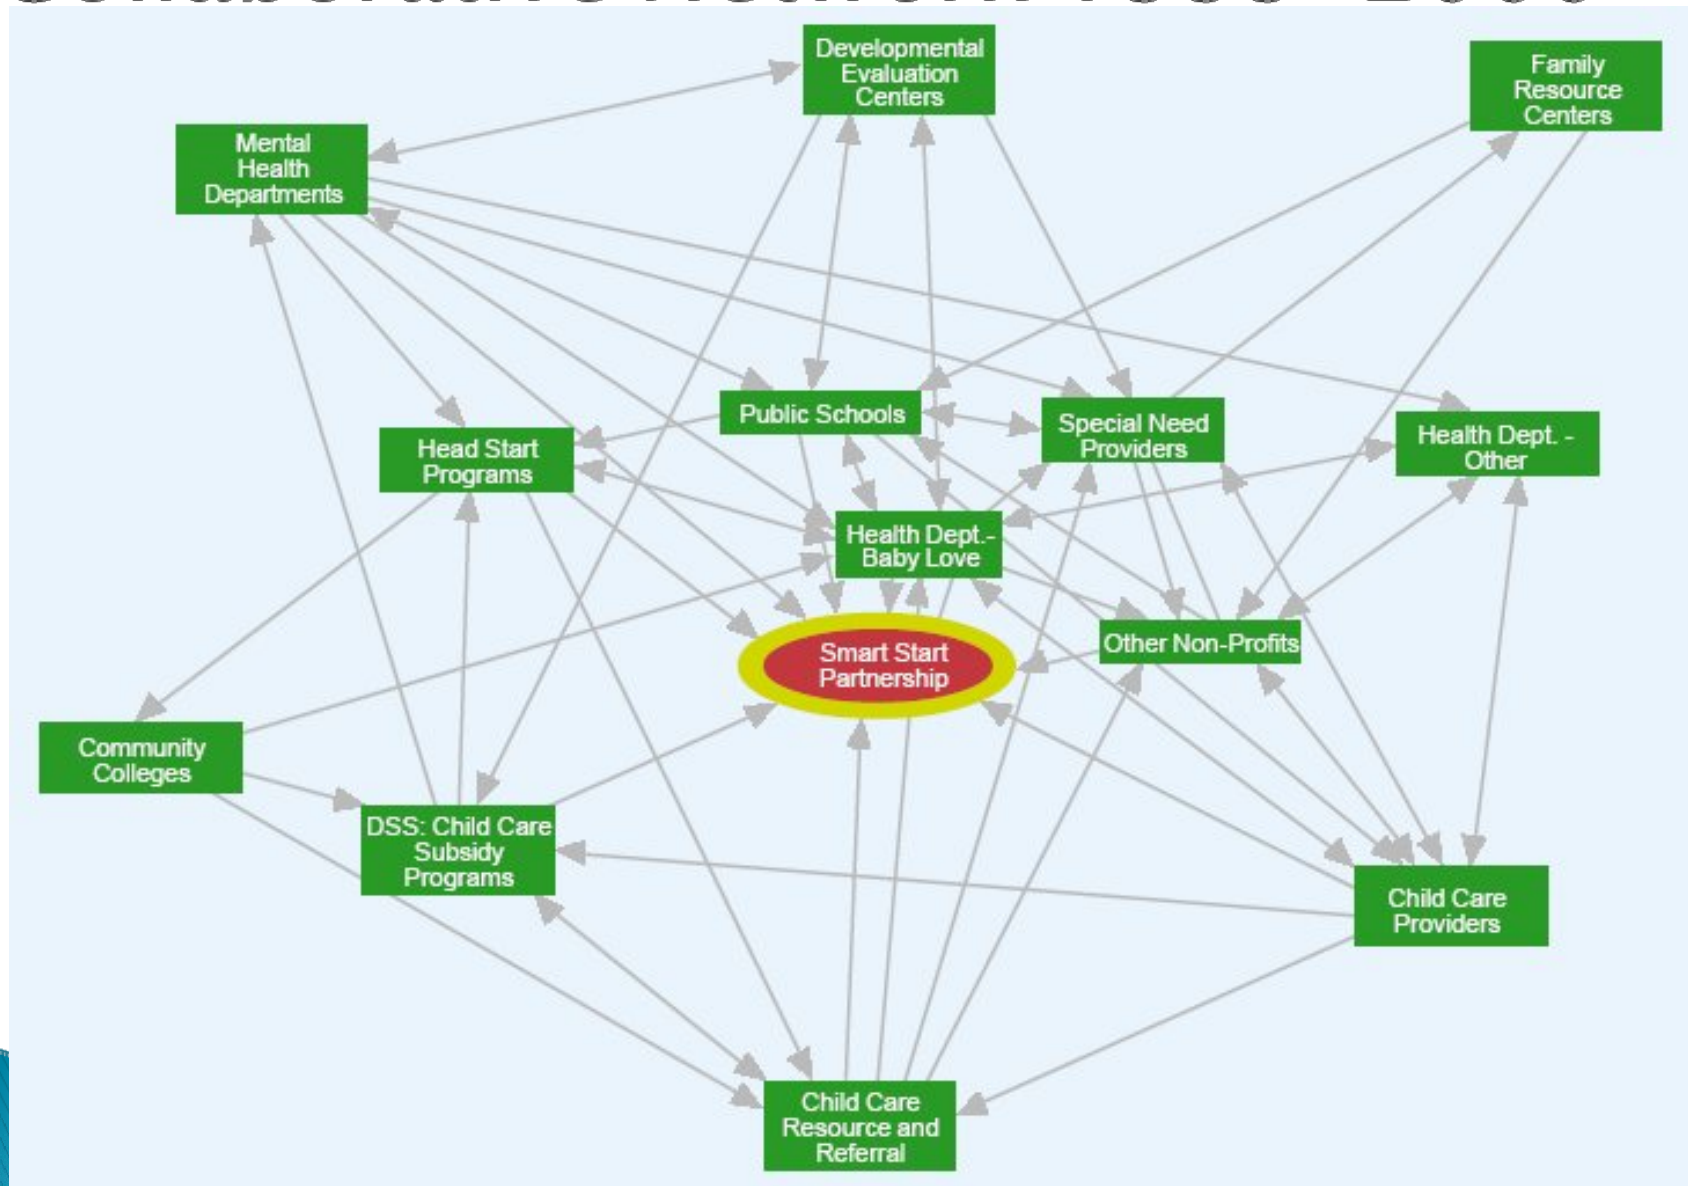 Developmental
Evaluation
Centers
Family
Resource
Centers
Mental
Health
Departments
Public Schools
Special Need
Providers
Health Dept. -
Other
Head Start
Programs
Health Dept.-
Baby Love
Other Non-Profits
Smart Start
Partnership
Community
Colleges
DSS: Child Care
Subsidy
Programs
Child Care
Providers
Child Care
Resource and
Referral